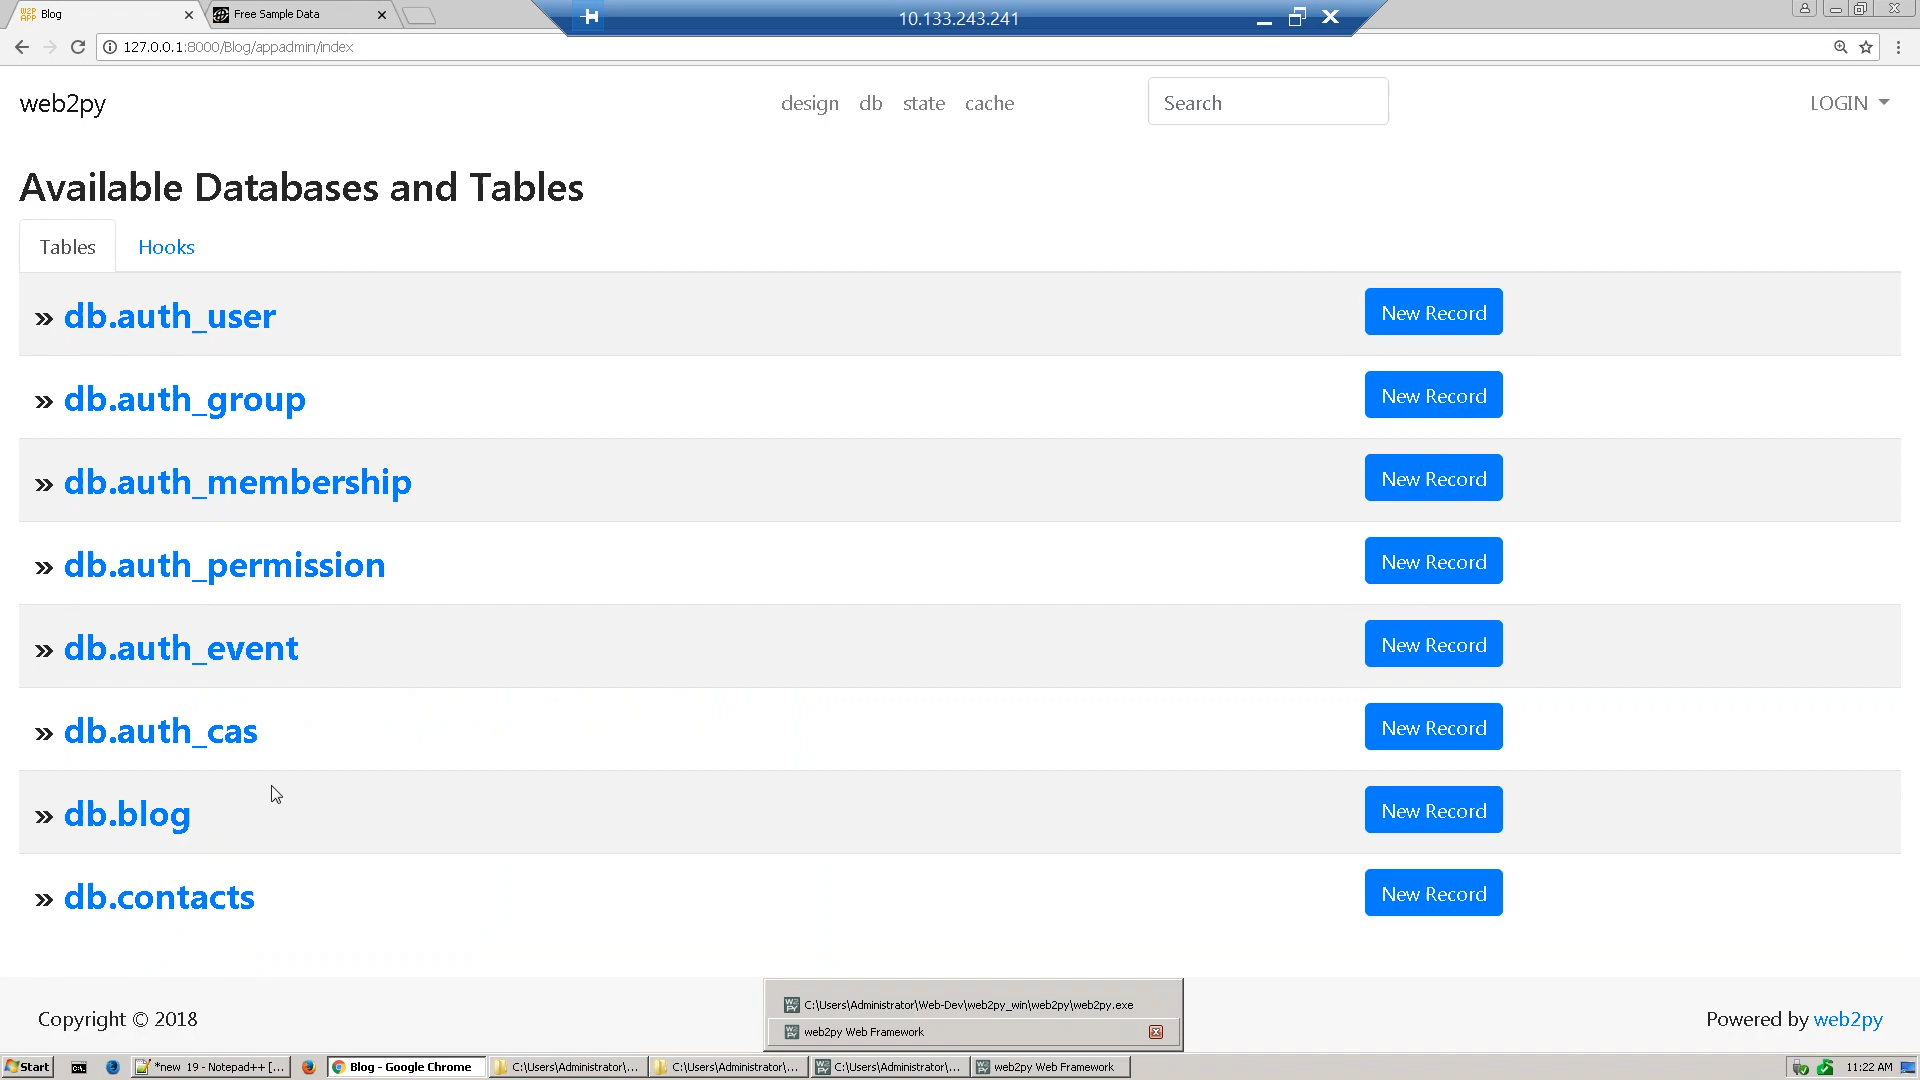 Blog
Free Sample Data
10.133.243.241
127.0.0.1:8000/Blog/appadmin/index
web2py
design db state cache
Search
LOGIN
Available Databases and Tables
Tables Hooks
» db.auth_user New Record
» db.auth_group New Record
» db.auth_membership New Record
» db.auth_permission New Record
» db.auth_event New Record
» db.auth_cas New Record
» db.blog New Record
» db.contacts New Record
C:\Users\Administrator\Web-Dev\web2py_win\web2py\web2py.exe
web2py Web Framework
Copyright © 2018
Powered by web2py
Start
*new 19 - Notepad++ [...
Blog - Google Chrome
C:\Users\Administrator\...
C:\Users\Administrator\...
C:\Users\Administrator\...
web2py Web Framework
11:22 AM